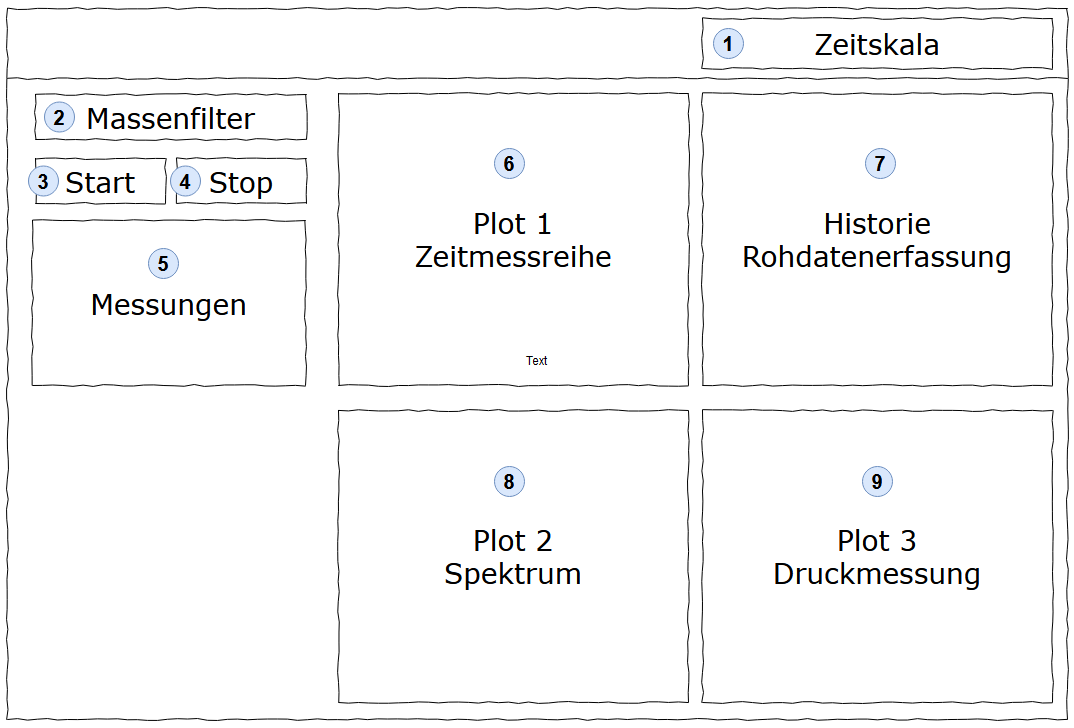 1 Zeitskala
2 Massenfilter
3 Start
4 Stop
5
Messungen
6
Plot 1
Zeitmessreihe
Text
7
Historie
Rohdatenerfassung
8
Plot 2
Spektrum
9
Plot 3
Druckmessung